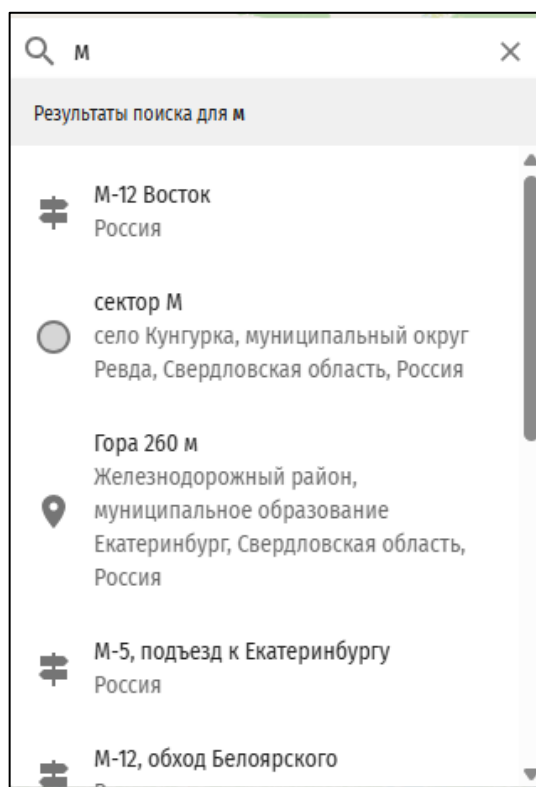 м
Результаты поиска для м
М-12 Восток
Россия
сектор М
село Кунгурка, муниципальный округ
Ревда, Свердловская область, Россия
Гора 260 м
Железнодорожный район,
муниципальное образование
Екатеринбург, Свердловская область,
Россия
М-5, подъезд к Екатеринбургу
Россия
М-12, обход Белоярского